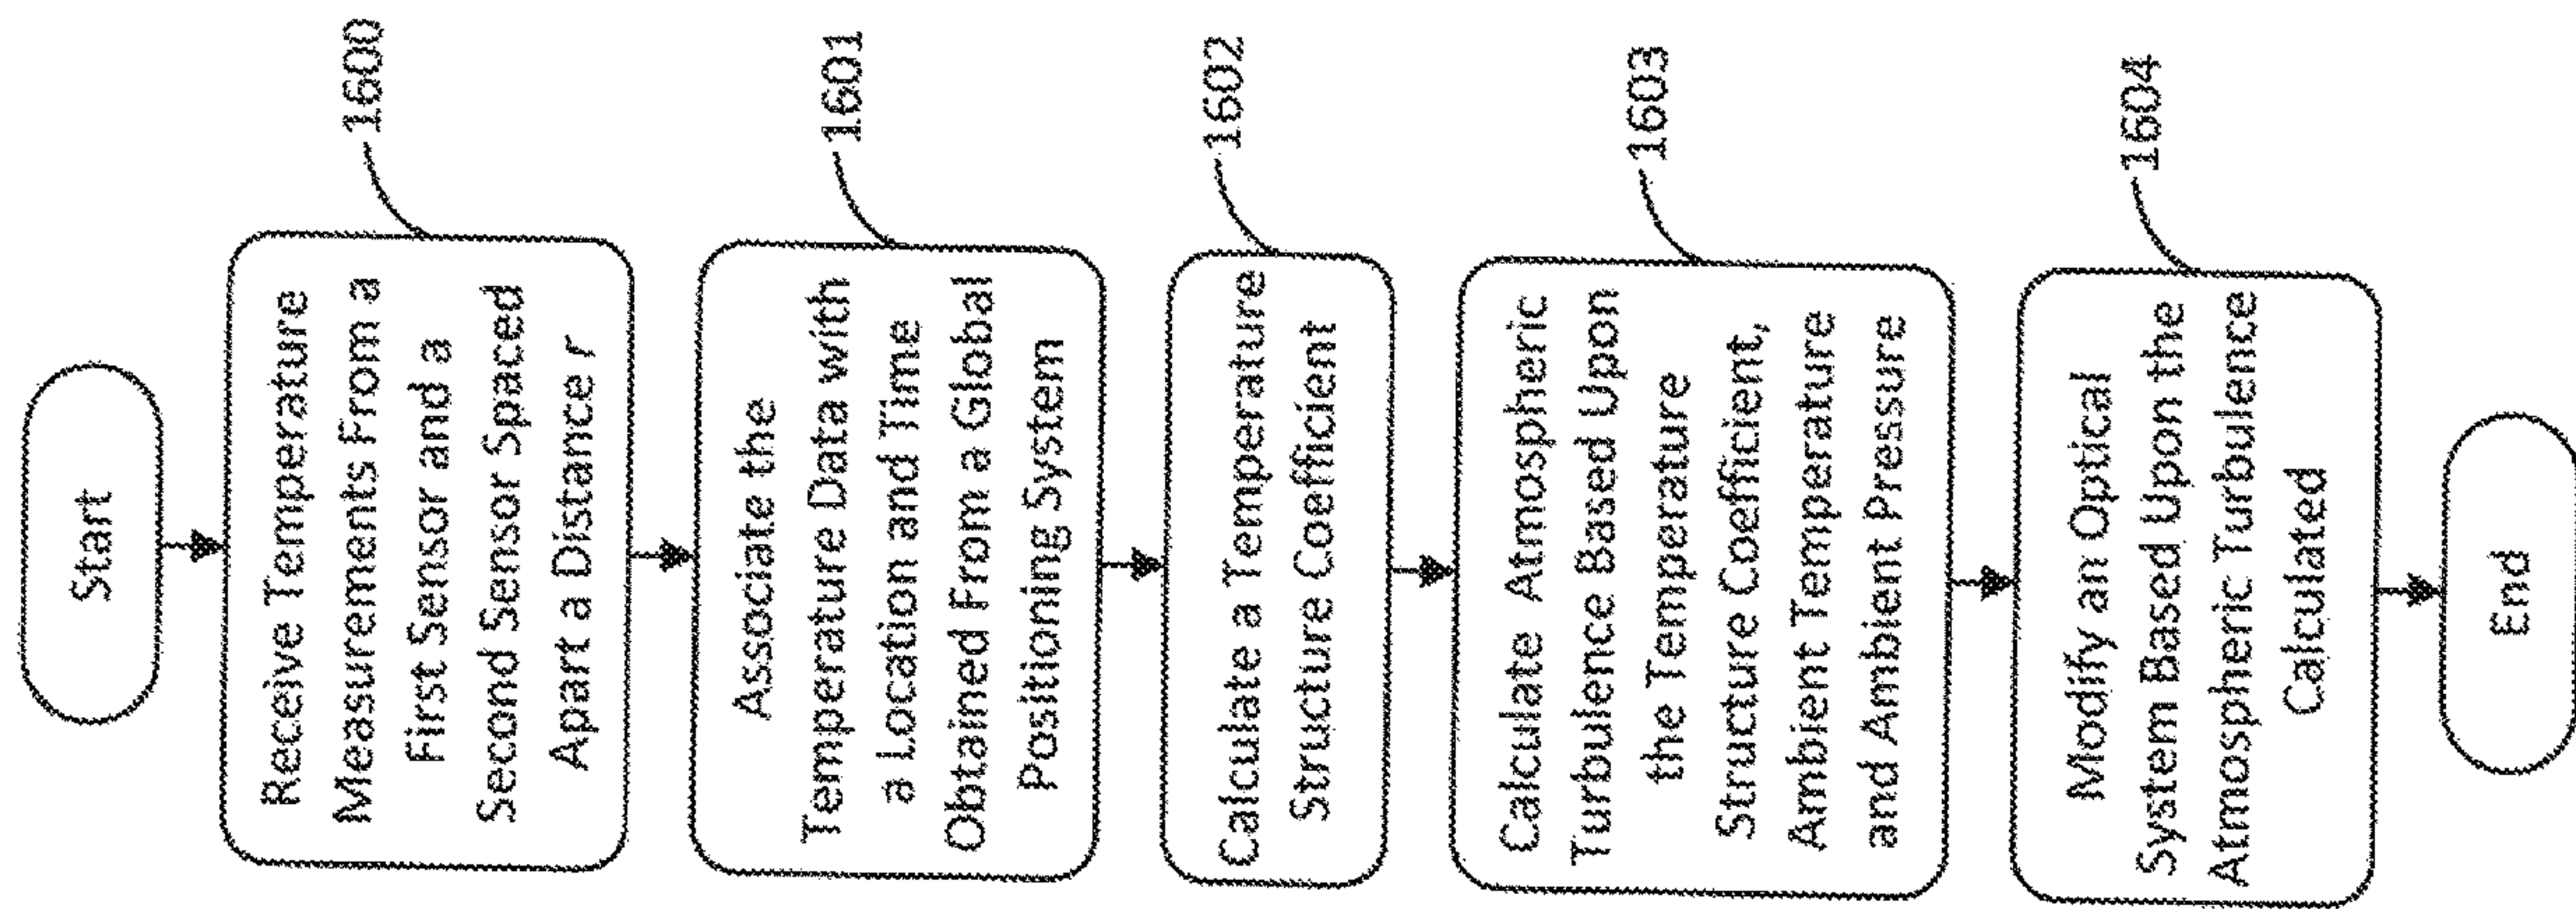 Start
Receive Temperature
Measurements From a
First Sensor and a
Second Sensor Spaced
Apart a Distance r
1600
Associate the
Temperature Data with
a Location and Time
Obtained From a Global
Positioning System
1601
Calculate a Temperature
Structure Coefficient
1602
Calculate Atmospheric
Turbulence Based Upon
the Temperature
Structure Coefficient,
Ambient Temperature
and Ambient Pressure
1603
Modify an Optical
System Based Upon the
Atmospheric Turbulence
Calculated
1604
End